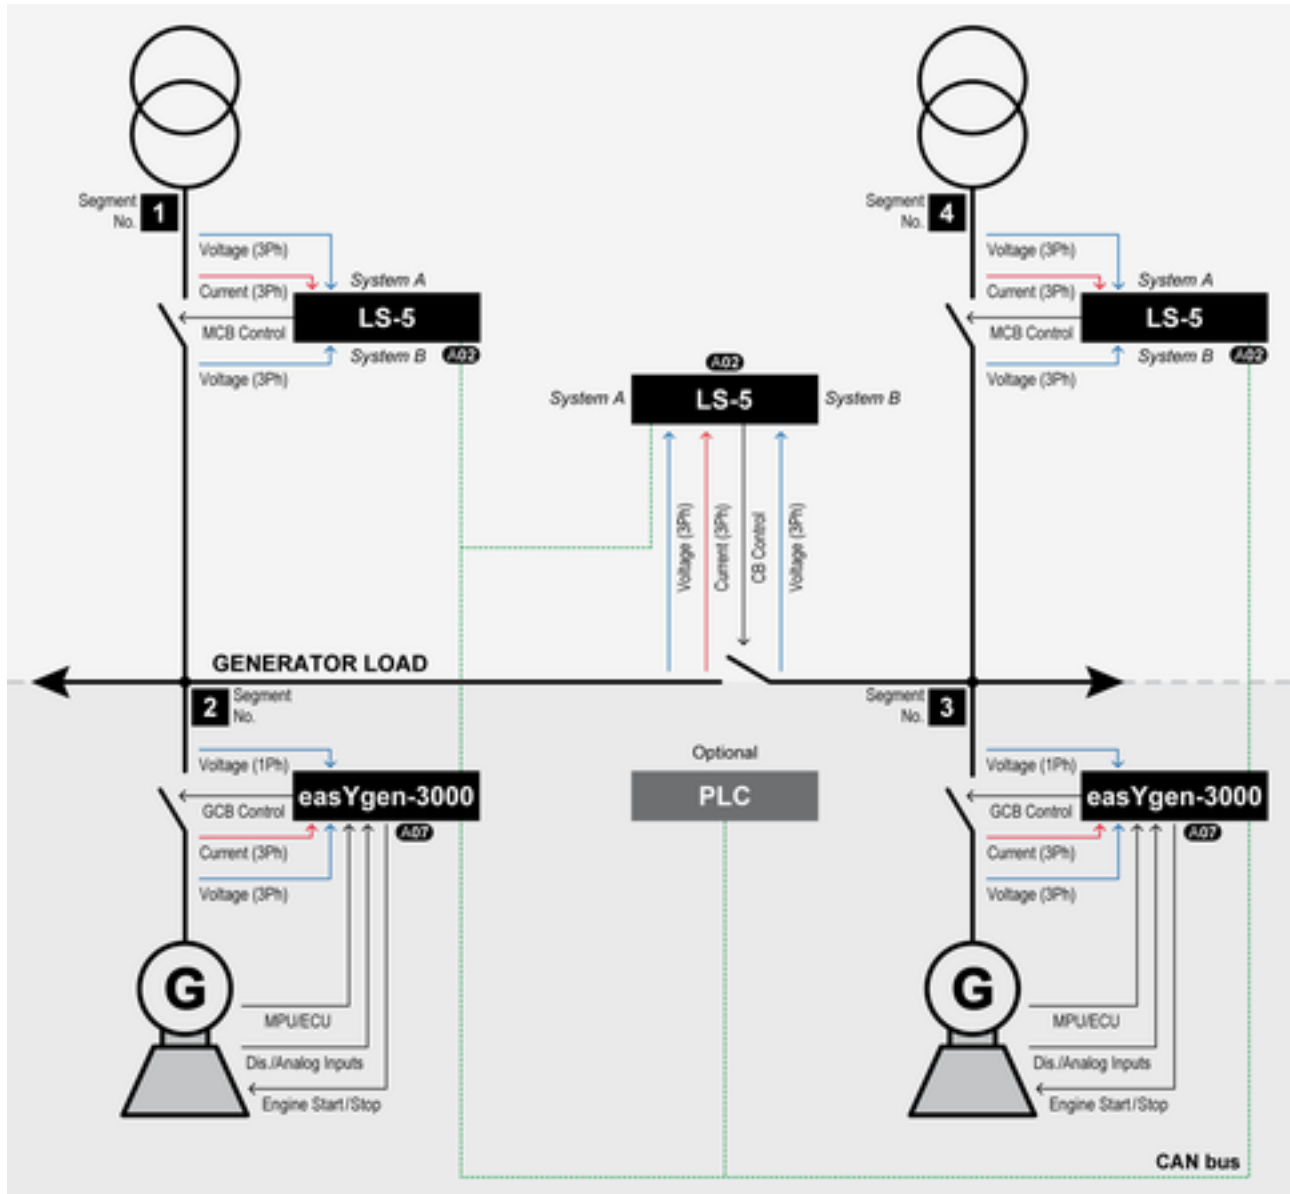 Segment
No.
1
Voltage (3Ph)
System A
Current (3Ph)
LS-5
MCB Control
System B
A02
Voltage (3Ph)
Segment
No.
4
Voltage (3Ph)
System A
Current (3Ph)
LS-5
MCB Control
System B
A02
Voltage (3Ph)
A02
System A
LS-5
System B
Voltage (3Ph)
Current (3Ph)
CB Control
Voltage (3Ph)
GENERATOR LOAD
2
Segment
No.
Segment
No.
3
Voltage (1Ph)
easYgen-3000
GCB Control
A07
Current (3Ph)
Voltage (3Ph)
G
MPU/ECU
Dis./Analog Inputs
Engine Start/Stop
Optional
PLC
Voltage (1Ph)
easYgen-3000
GCB Control
A07
Current (3Ph)
Voltage (3Ph)
G
MPU/ECU
Dis./Analog Inputs
Engine Start/Stop
CAN bus